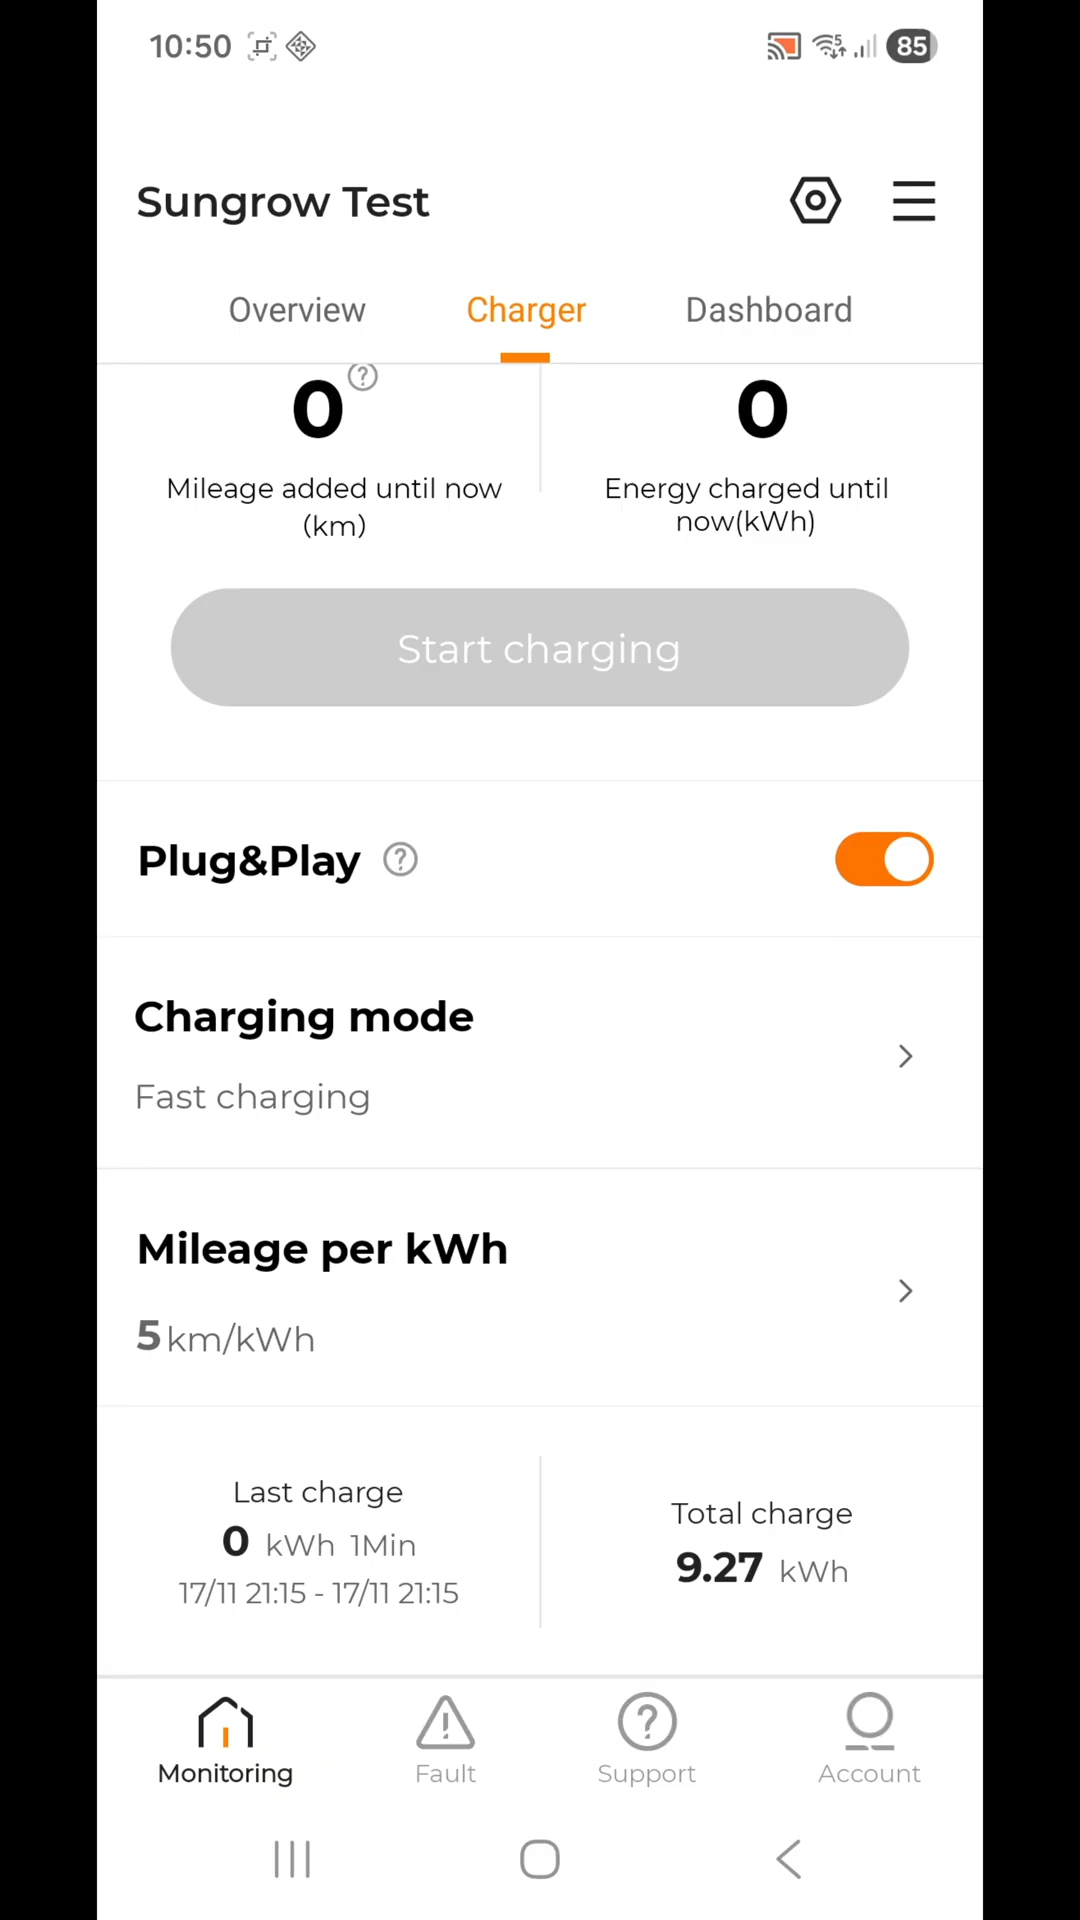 10:50
5
85
Sungrow Test
Overview Charger Dashboard
0 ?
0
Mileage added until now
(km)
Energy charged until
now(kWh)
Start charging
Plug&Play ?
Charging mode
Fast charging
Mileage per kWh
5 km/kWh
Last charge
0 kWh 1Min
17/11 21:15 - 17/11 21:15
Total charge
9.27 kWh
Monitoring Fault Support Account